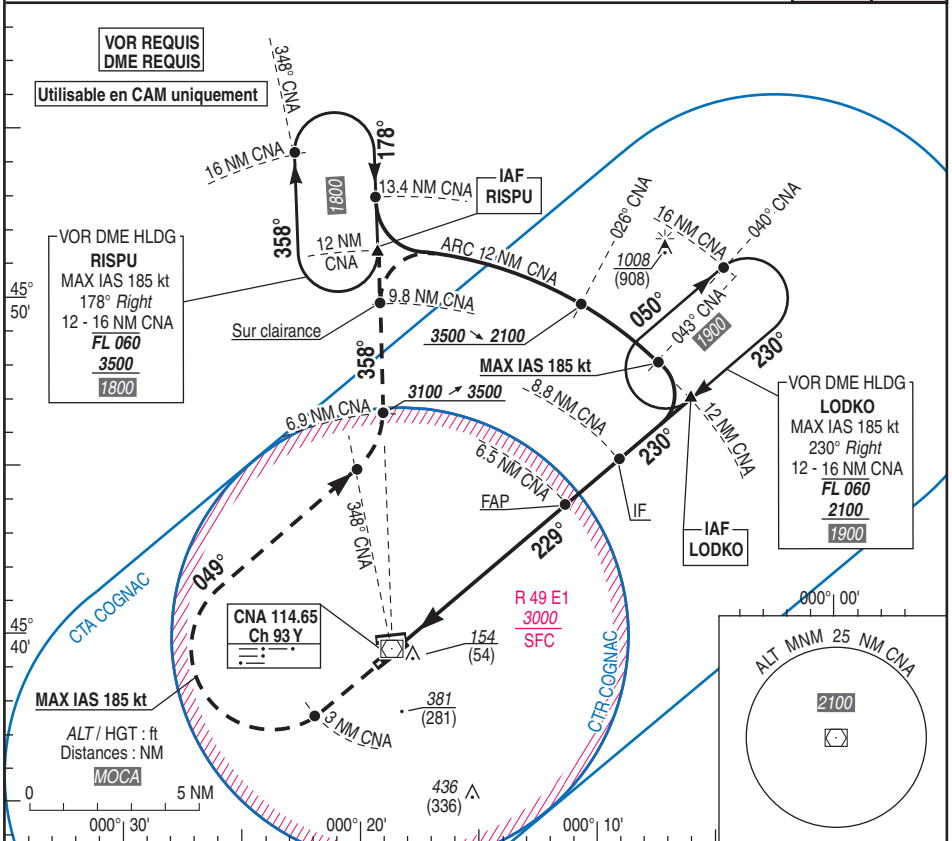 VOR REQUIS
DME REQUIS
Utilisable en CAM uniquement
348° CNA
16 NM CNA
178°
1800
13.4 NM CNA
IAF
RISPU
358°
12 NM
CNA
ARC 12 NM CNA
026° CNA
16 NM CNA
040° CNA
1008
(908)
VOR DME HLDG
RISPU
MAX IAS 185 kt
178° Right
12 - 16 NM CNA
FL 060
3500
1800
45°
50'
9.8 NM CNA
Sur clairance
3500 ↘ 2100
050°
043° CNA
1900
230°
MAX IAS 185 kt
358°
3100 ↗ 3500
6.9 NM CNA
8.8 NM CNA
230°
12 NM CNA
VOR DME HLDG
LODKO
MAX IAS 185 kt
230° Right
12 - 16 NM CNA
FL 060
2100
1900
6.5 NM CNA
FAP
IF
IAF
LODKO
348° CNA
229°
049°
CTA COGNAC
R 49 E1
3000
SFC
CNA 114.65
Ch 93 Y
154
(54)
45°
40'
CTR COGNAC
000° 00'
ALT MNM 25 NM CNA
2100
MAX IAS 185 kt
381
(281)
3 NM CNA
ALT / HGT : ft
Distances : NM
MOCA
436
(336)
0
5 NM
000° 30'
000° 20'
000° 10'